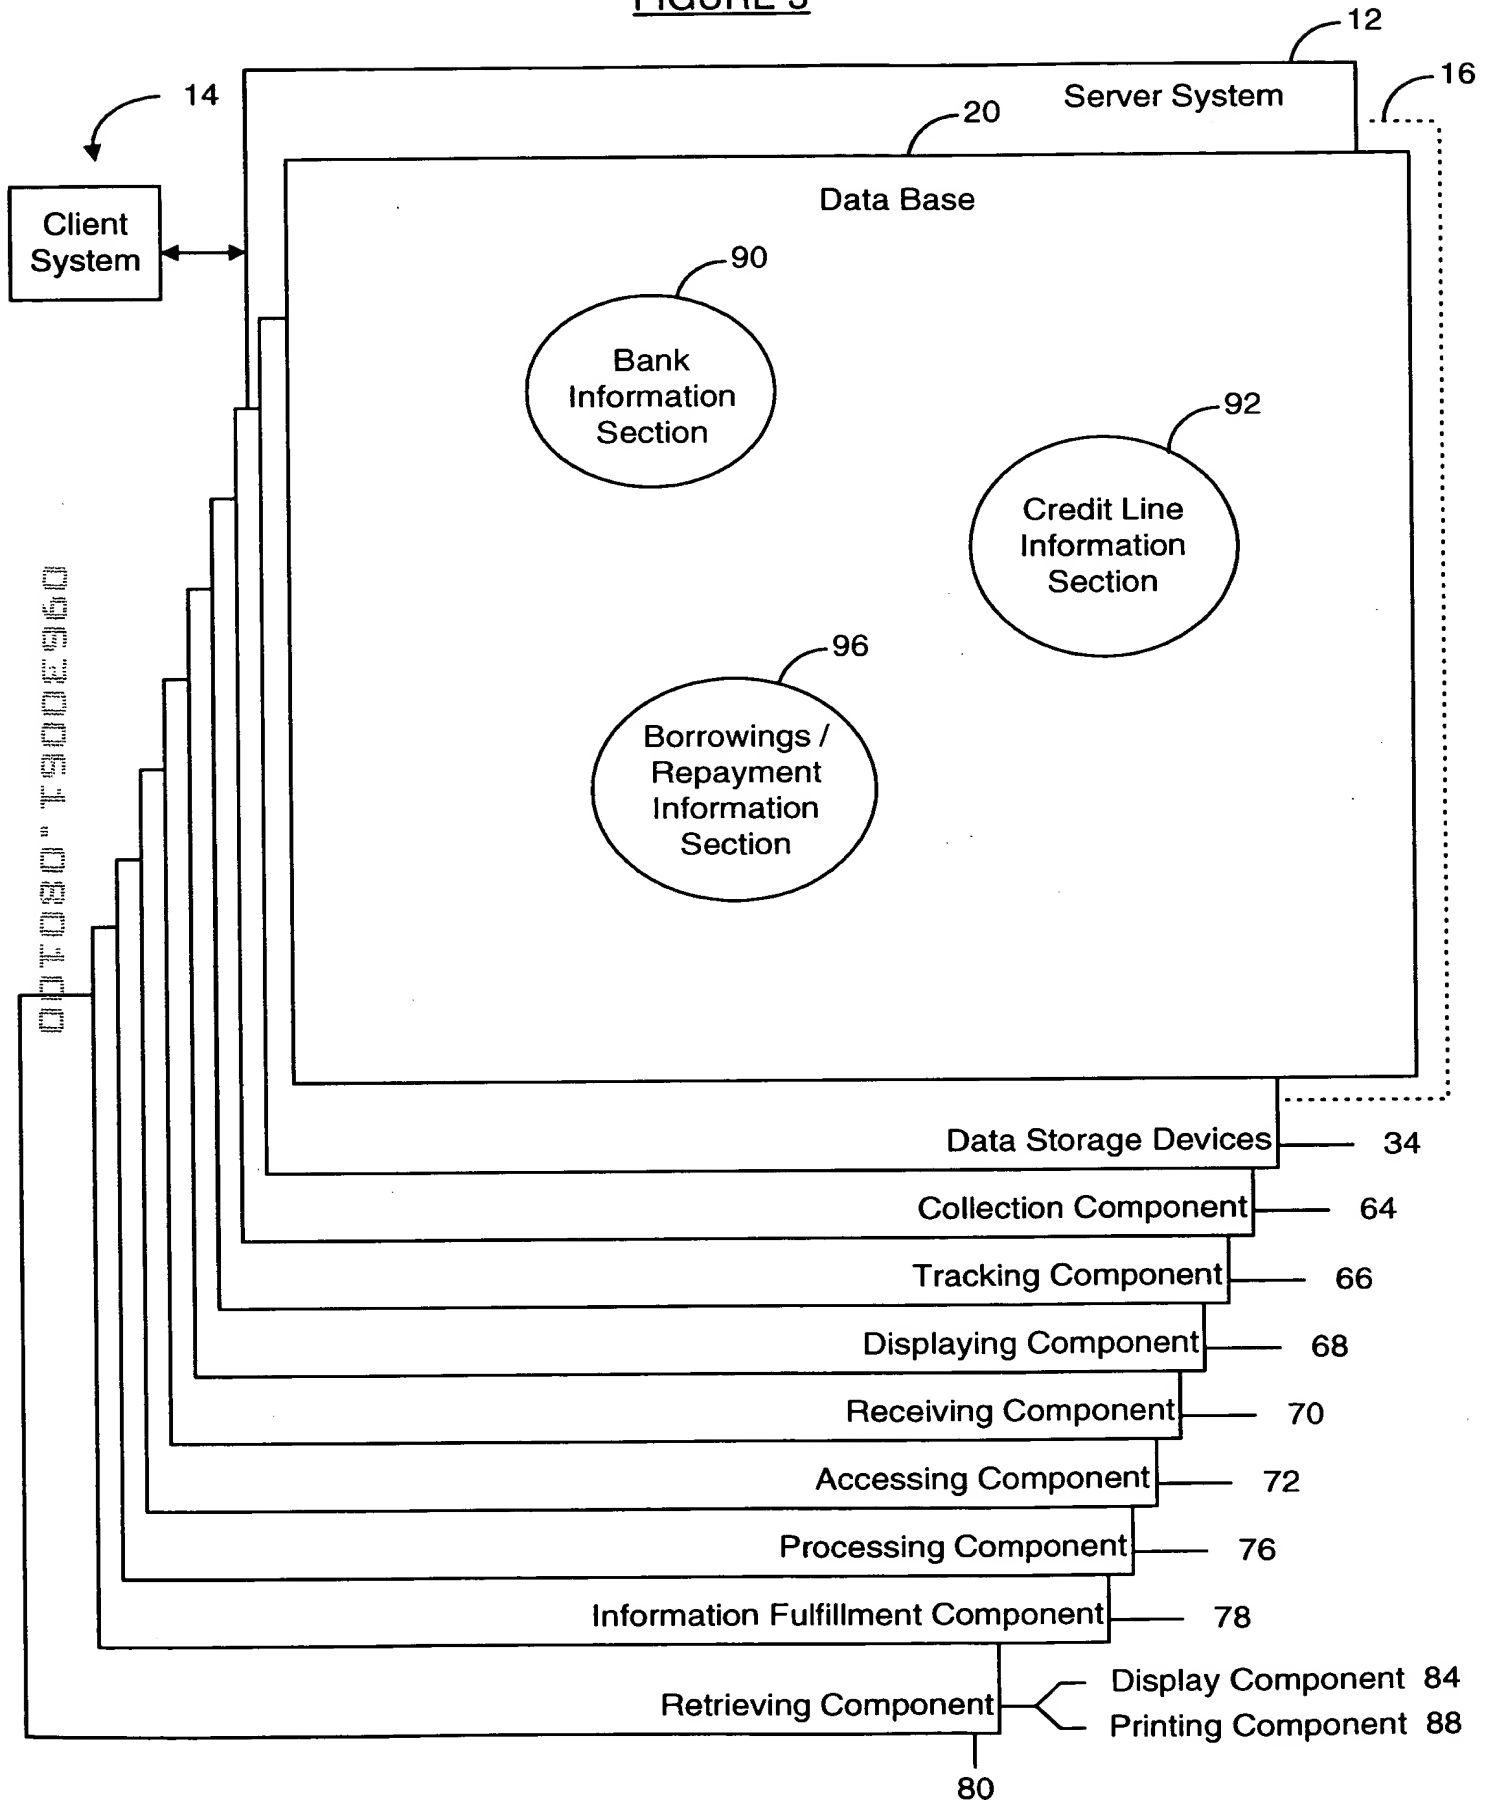 12
14
Server System
16
20
Data Base
Client
System
90
Bank
Information
Section
92
Credit Line
Information
Section
96
Borrowings /
Repayment
Information
Section
Data Storage Devices 34
Collection Component 64
Tracking Component 66
Displaying Component 68
Receiving Component 70
Accessing Component 72
Processing Component 76
Information Fulfillment Component 78
Display Component 84
Retrieving Component
Printing Component 88
80